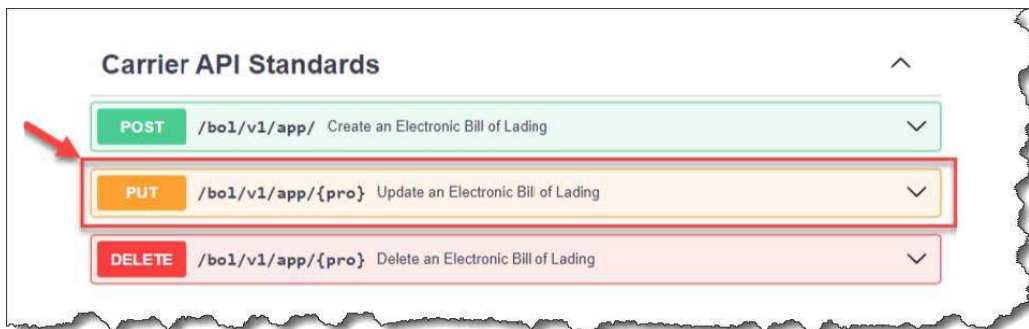 Carrier API Standards
POST /bol/v1/app/ Create an Electronic Bill of Lading
PUT /bol/v1/app/{pro} Update an Electronic Bill of Lading
DELETE /bol/v1/app/{pro} Delete an Electronic Bill of Lading